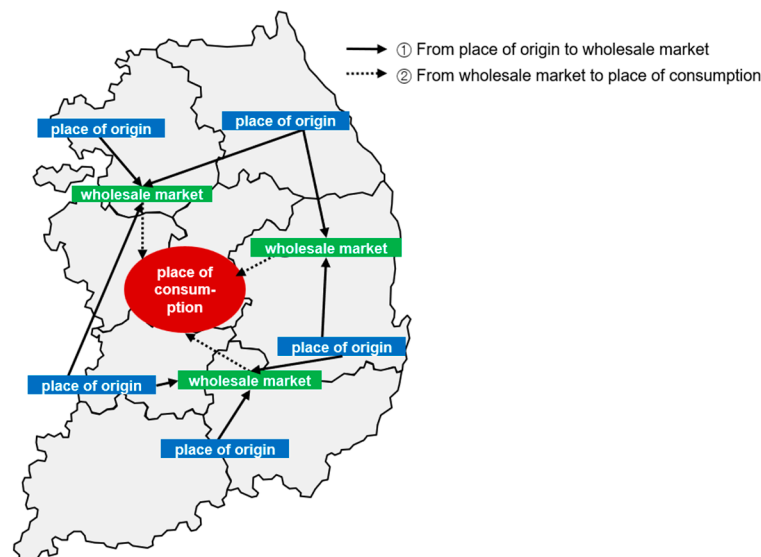 ① From place of origin to wholesale market
② From wholesale market to place of consumption
place of origin
place of origin
wholesale market
wholesale market
place of
consum-
ption
place of origin
wholesale market
place of origin
place of origin